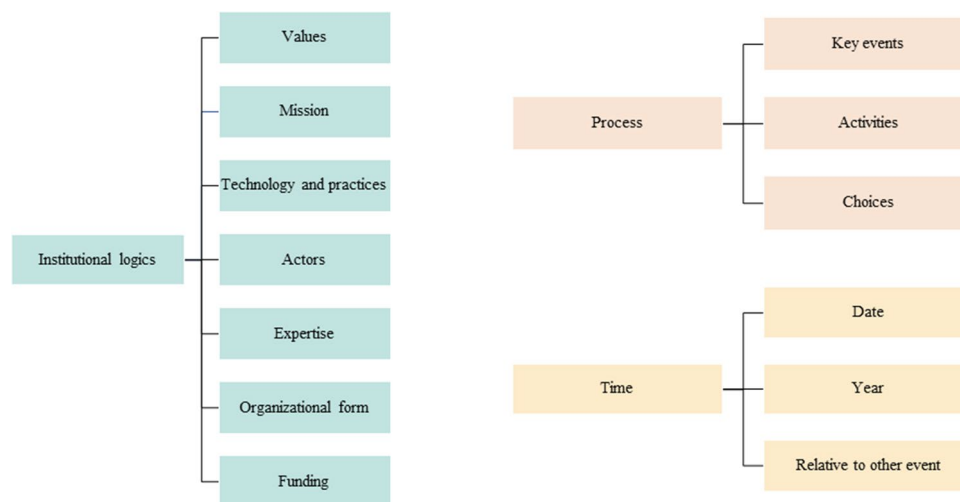 Institutional logics
Values
Mission
Technology and practices
Actors
Expertise
Organizational form
Funding
Process
Key events
Activities
Choices
Time
Date
Year
Relative to other event